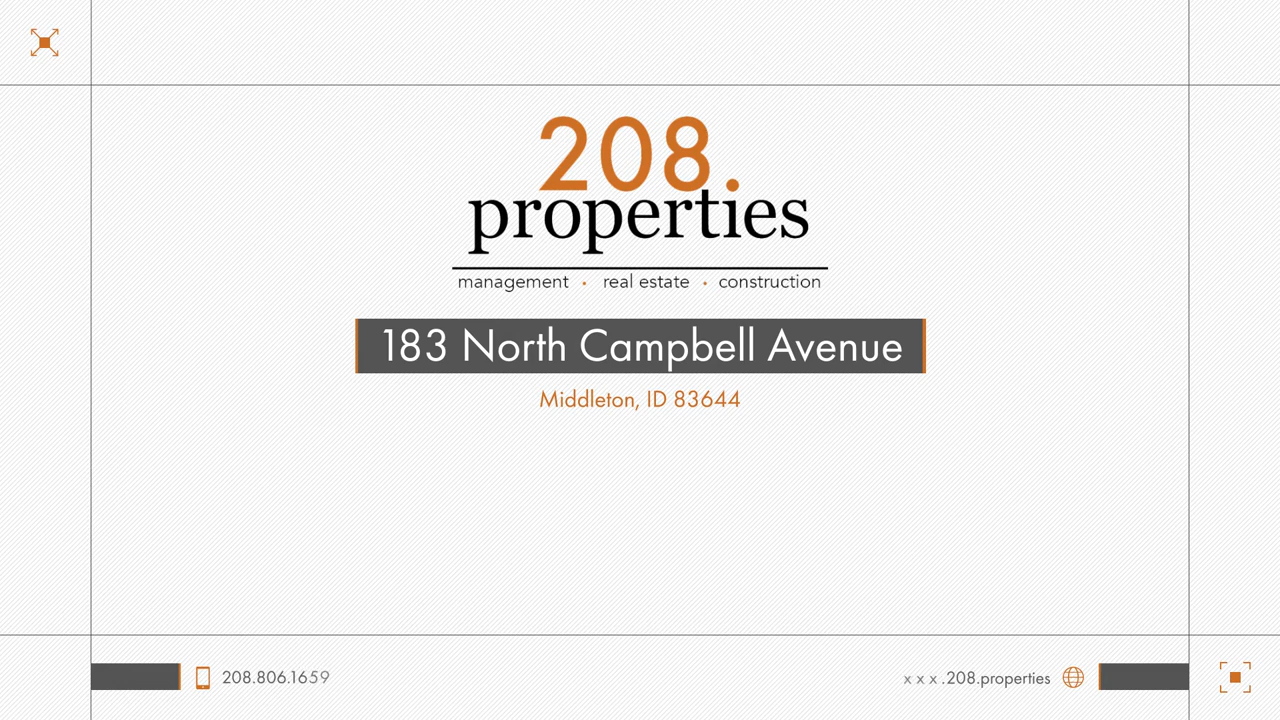 208.
properties
management • real estate • construction
183 North Campbell Avenue
Middleton, ID 83644
208.806.1659
x x x .208.properties